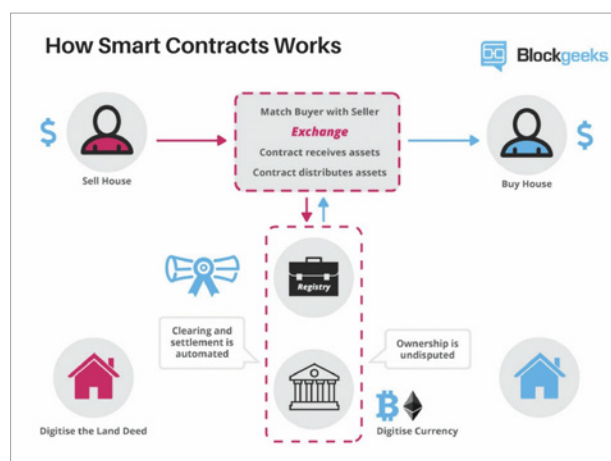 How Smart Contracts Works
Blockgeeks
Match Buyer with Seller
Exchange
Contract receives assets
Contract distributes assets
$
$
Sell House
Buy House
Registry
Clearing and
settlement is
automated
Ownership is
undisputed
Digitise the Land Deed
Digitise Currency